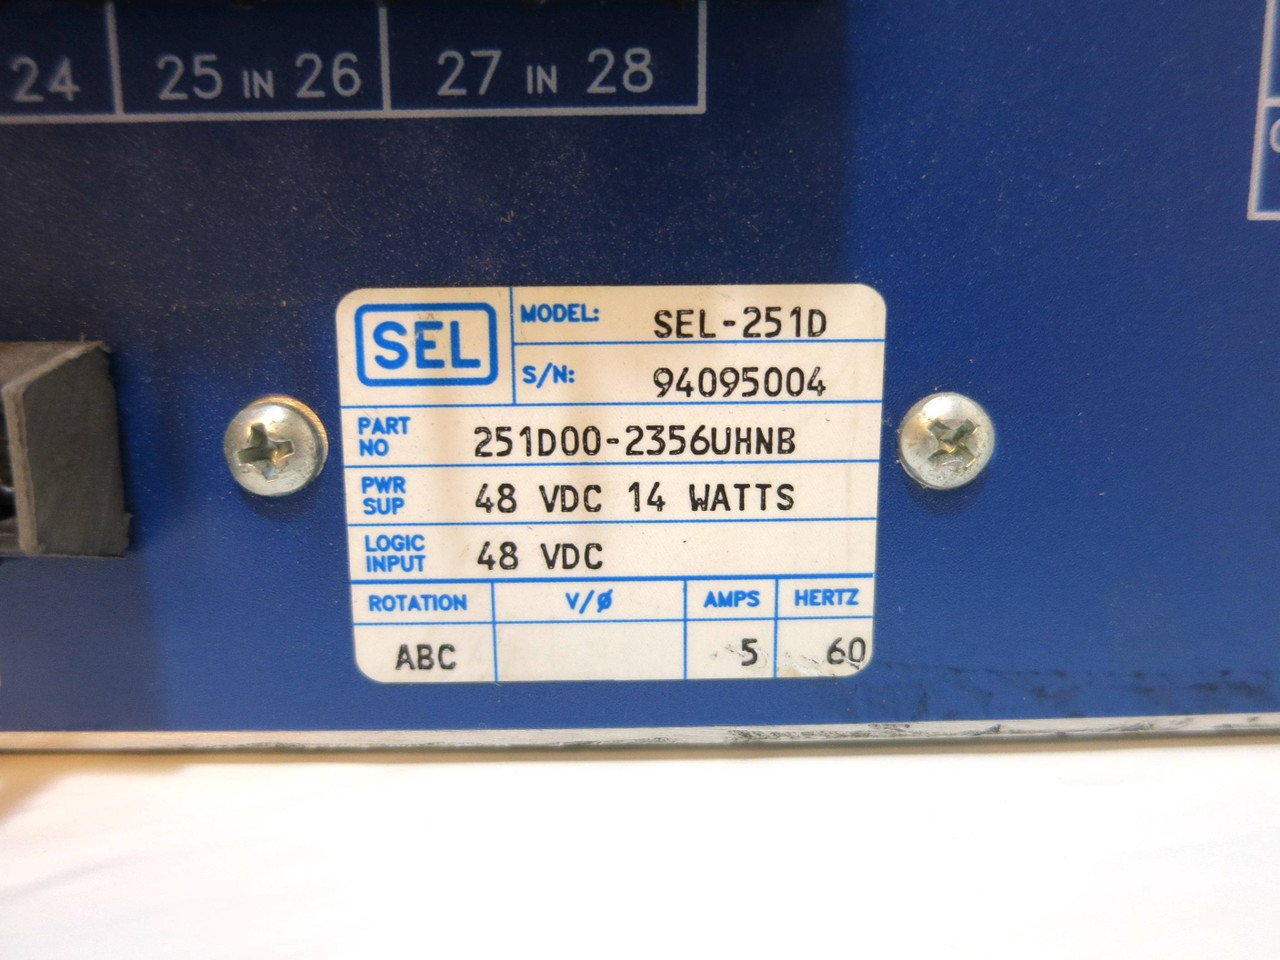 24 25 IN 26 27 IN 28
SEL MODEL: SEL-251D
S/N: 94095004
PART NO 251D00-2356UHNB
PWR SUP 48 VDC 14 WATTS
LOGIC INPUT 48 VDC
ROTATION V/Ø AMPS HERTZ
ABC 5 60